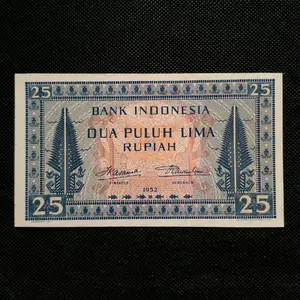 25 25
BANK INDONESIA
DUA PULUH LIMA
RUPIAH
1952
25 25